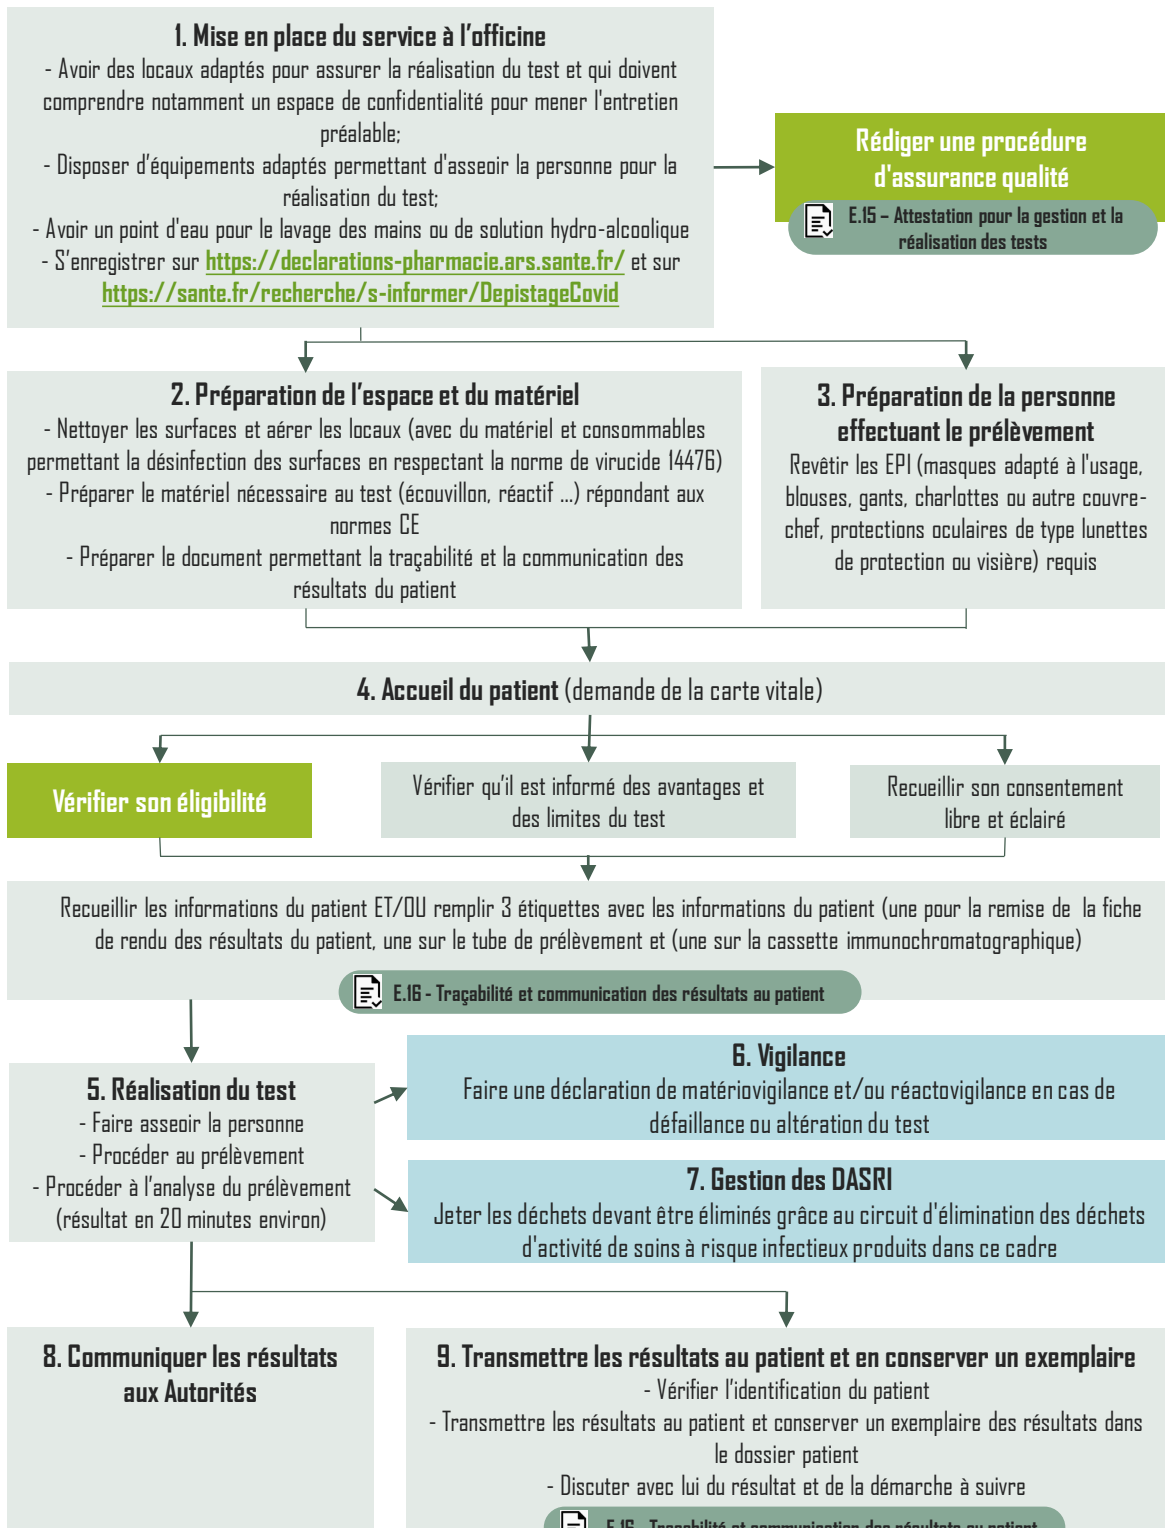 1. Mise en place du service à l'officine
- Avoir des locaux adaptés pour assurer la réalisation du test et qui doivent
comprendre notamment un espace de confidentialité pour mener l'entretien
préalable;
- Disposer d'équipements adaptés permettant d'asseoir la personne pour la
réalisation du test;
- Avoir un point d'eau pour le lavage des mains ou de solution hydro-alcoolique
- S'enregistrer sur https://declarations-pharmacie.ars.sante.fr/ et sur
https://sante.fr/recherche/s-informer/DepistageCovid
Rédiger une procédure
d'assurance qualité
E.15 – Attestation pour la gestion et la
réalisation des tests
2. Préparation de l'espace et du matériel
- Nettoyer les surfaces et aérer les locaux (avec du matériel et consommables
permettant la désinfection des surfaces en respectant la norme de virucide 14476)
- Préparer le matériel nécessaire au test (écouvillon, réactif ...) répondant aux
normes CE
- Préparer le document permettant la traçabilité et la communication des
résultats du patient
3. Préparation de la personne
effectuant le prélèvement
Revêtir les EPI (masques adapté à l'usage,
blouses, gants, charlottes ou autre couvre-
chef, protections oculaires de type lunettes
de protection ou visière) requis
4. Accueil du patient (demande de la carte vitale)
Vérifier son éligibilité
Vérifier qu'il est informé des avantages et
des limites du test
Recueillir son consentement
libre et éclairé
Recueillir les informations du patient ET/OU remplir 3 étiquettes avec les informations du patient (une pour la remise de la fiche
de rendu des résultats du patient, une sur le tube de prélèvement et (une sur la cassette immunochromatographique)
E.16 - Traçabilité et communication des résultats au patient
5. Réalisation du test
- Faire asseoir la personne
- Procéder au prélèvement
- Procéder à l'analyse du prélèvement
(résultat en 20 minutes environ)
6. Vigilance
Faire une déclaration de matériovigilance et/ou réactovigilance en cas de
défaillance ou altération du test
7. Gestion des DASRI
Jeter les déchets devant être éliminés grâce au circuit d'élimination des déchets
d'activité de soins à risque infectieux produits dans ce cadre
8. Communiquer les résultats
aux Autorités
9. Transmettre les résultats au patient et en conserver un exemplaire
- Vérifier l'identification du patient
- Transmettre les résultats au patient et conserver un exemplaire des résultats dans
le dossier patient
- Discuter avec lui du résultat et de la démarche à suivre
E.16 - Traçabilité et communication des résultats au patient